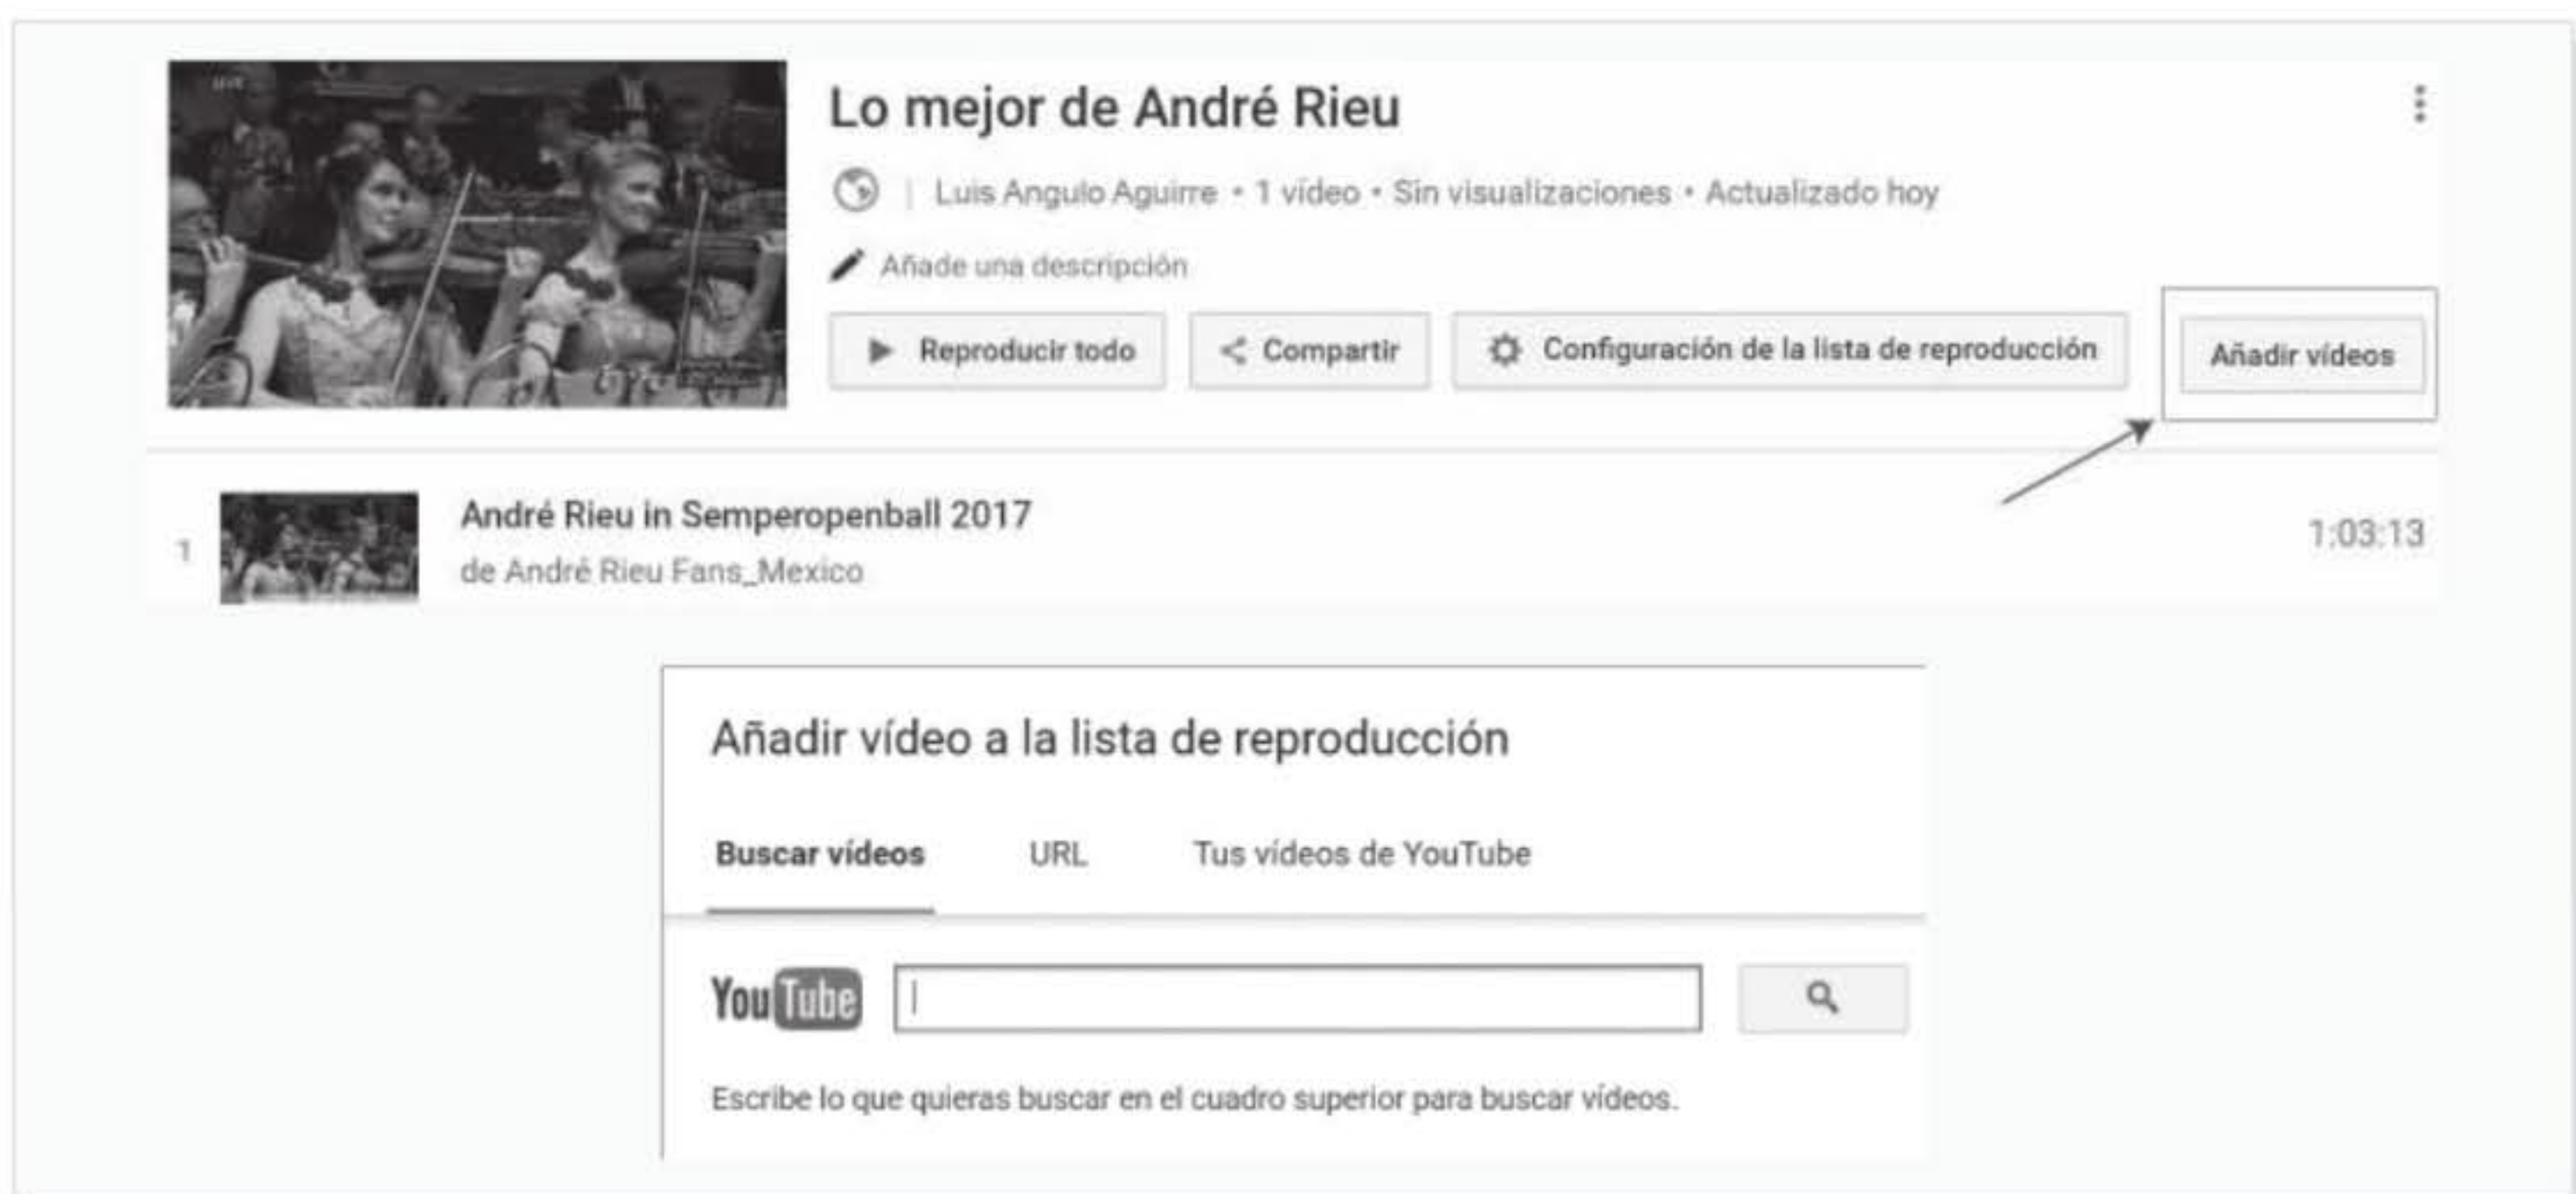 LIVE
Lo mejor de André Rieu
Luis Angulo Aguirre • 1 vídeo • Sin visualizaciones • Actualizado hoy
Añade una descripción
Reproducir todo
Compartir
Configuración de la lista de reproducción
Añadir vídeos
1
André Rieu in Semperopenball 2017
1:03:13
de André Rieu Fans_Mexico
Añadir vídeo a la lista de reproducción
Buscar vídeos URL Tus vídeos de YouTube
YouTube
Escribe lo que quieras buscar en el cuadro superior para buscar vídeos.